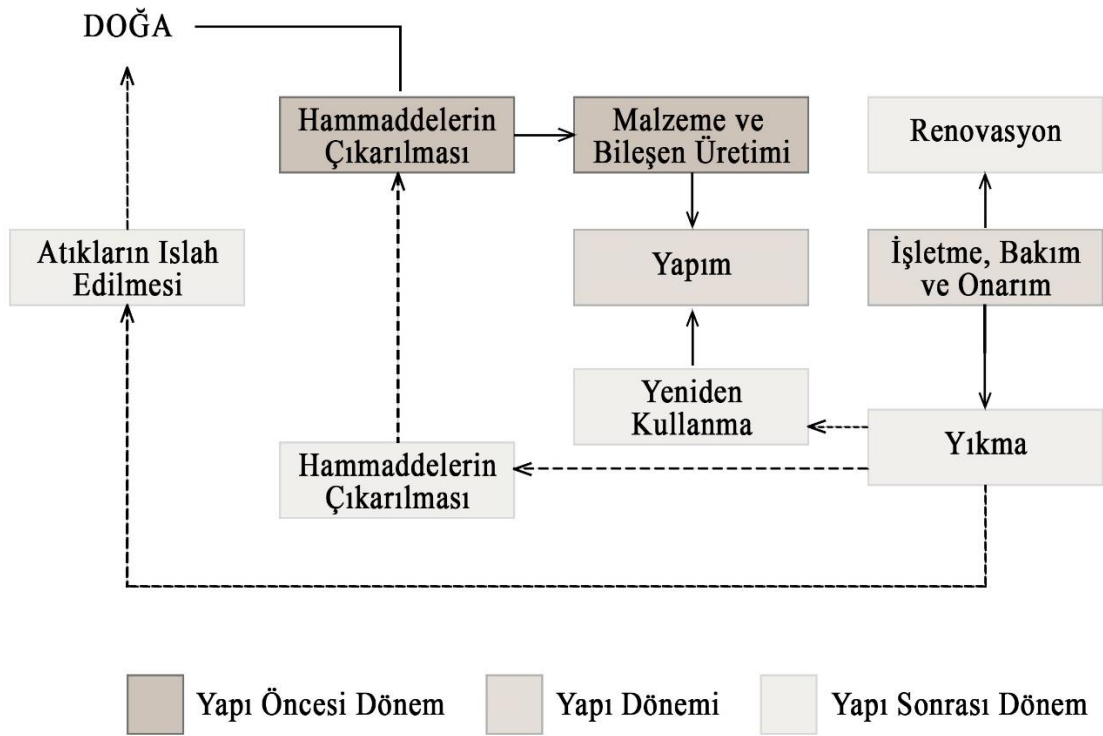 DOĞA
Hammaddelerin
Çıkarılması
Malzeme ve
Bileşen Üretimi
Renovasyon
Atıkların Islah
Edilmesi
Yapım
İşletme, Bakım
ve Onarım
Yeniden
Kullanma
Yıkma
Hammaddelerin
Çıkarılması
Yapı Öncesi Dönem
Yapı Dönemi
Yapı Sonrası Dönem